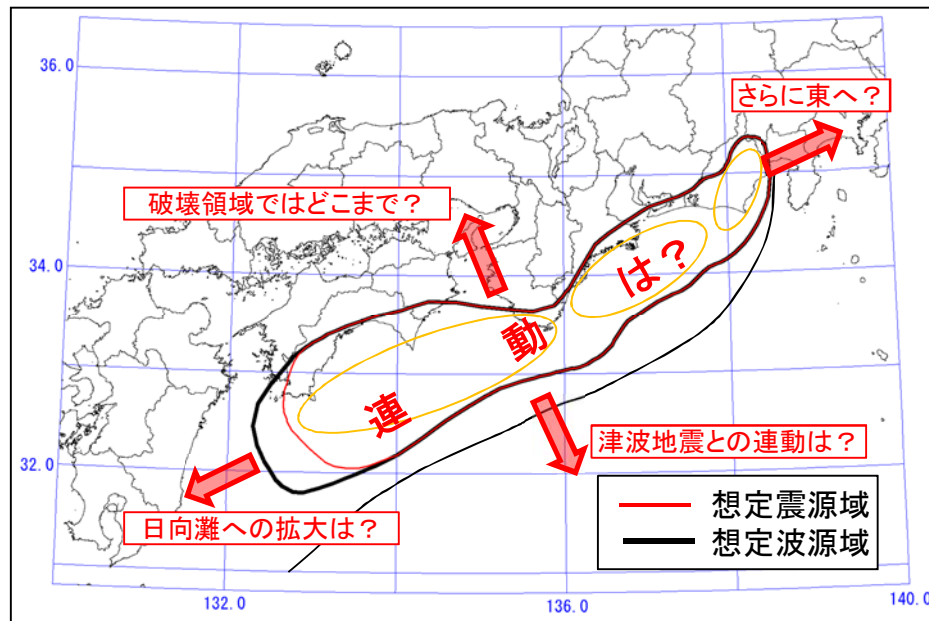 36.0
さらに東へ？
破壊領域ではどこまで？
34.0
連動は？
津波地震との連動は？
32.0
想定震源域
想定波源域
日向灘への拡大は？
132.0
136.0
140.0